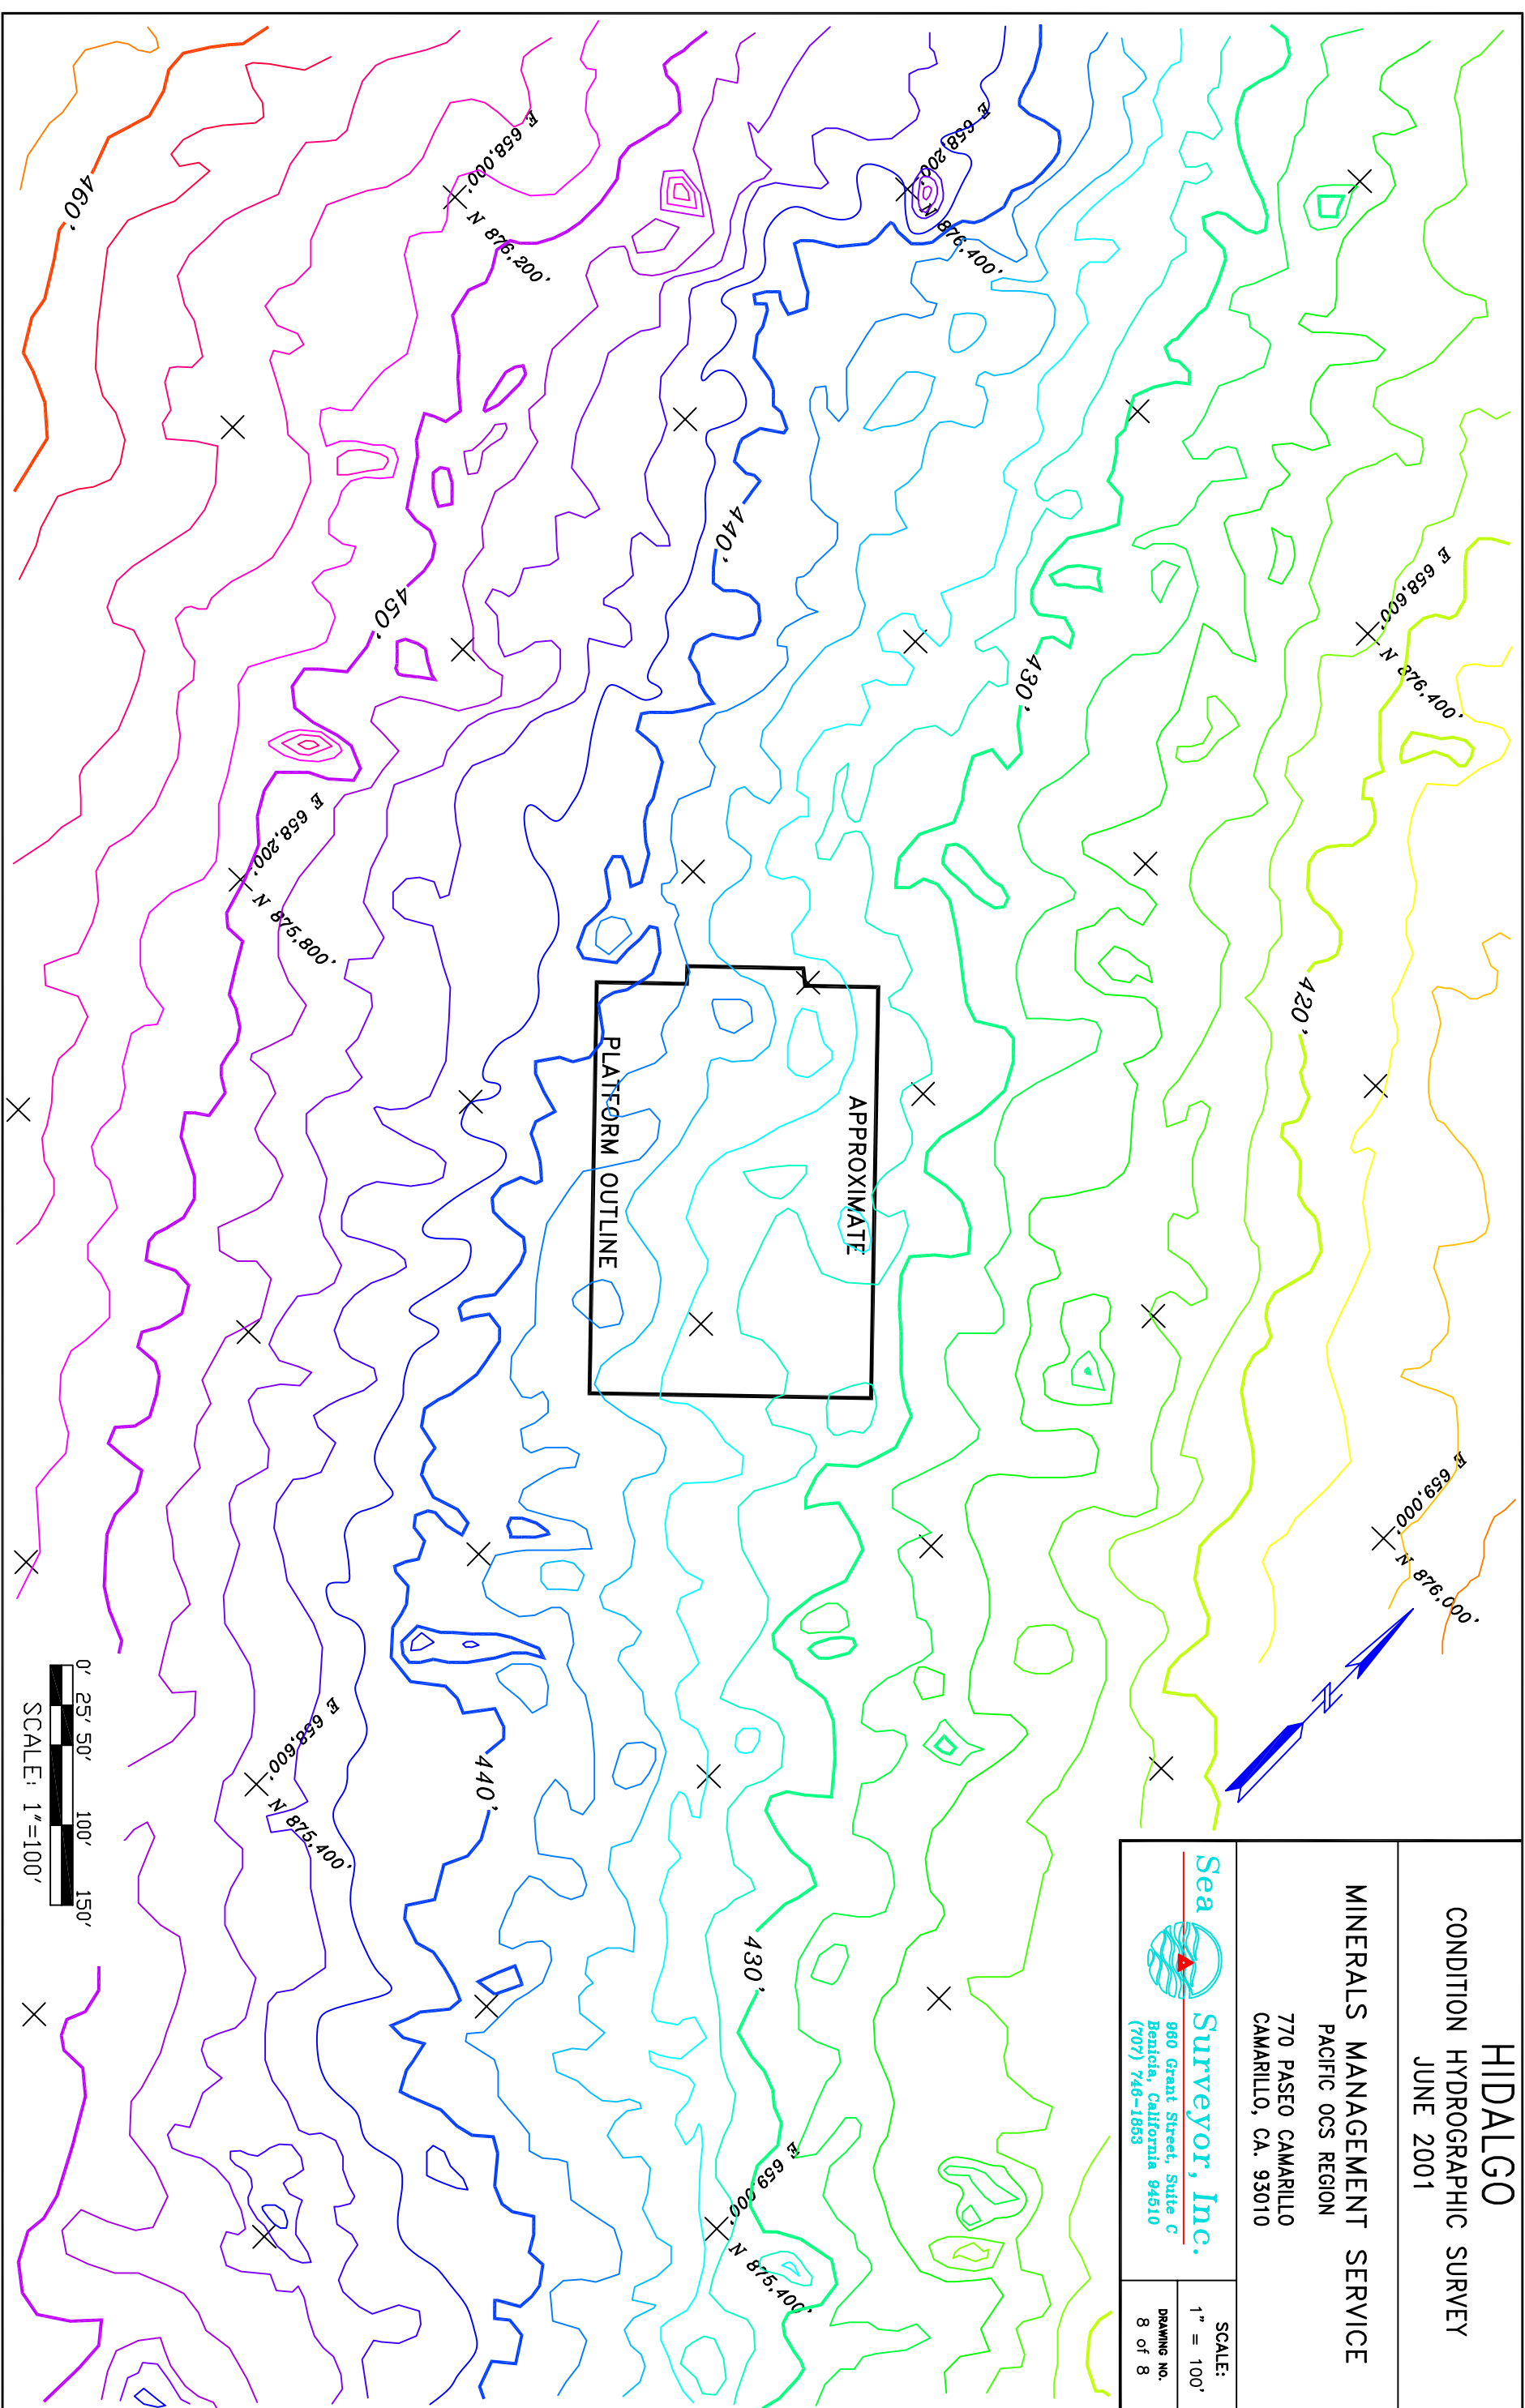 HIDALGO
CONDITION HYDROGRAPHIC SURVEY
JUNE 2001
MINERALS MANAGEMENT SERVICE
PACIFIC OCS REGION
770 PASEO CAMARILLO
CAMARILLO, CA. 93010
Sea Surveyor, Inc.
960 Grant Street, Suite C
Benicia, California 94510
(707) 746-1853
SCALE:
1" = 100'
DRAWING NO.
8 of 8
APPROXIMATE
PLATFORM OUTLINE
460'
450'
440'
430'
420'
440'
430'
E 658,000'
N 876,200'
E 658,200'
N 876,400'
E 658,600'
N 876,400'
E 658,200'
N 875,800'
E 659,000'
N 876,000'
E 658,600'
N 875,400'
E 659,000'
N 875,400'
N
0' 25' 50' 100' 150'
SCALE: 1"=100'